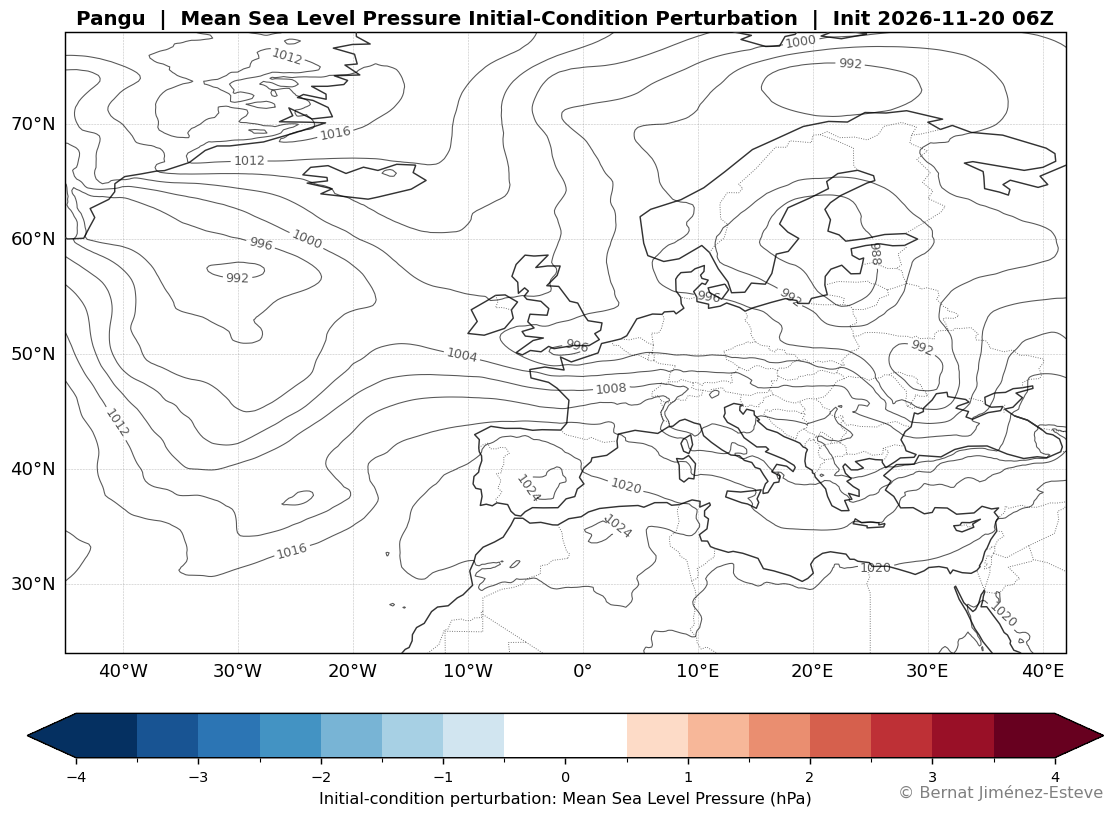 Pangu | Mean Sea Level Pressure Initial-Condition Perturbation | Init 2026-11-20 06Z
1000
1012
992
70°N
1016
1012
60°N
996
1000
988
992
996
992
50°N
1004
996
992
1008
1012
40°N
1024
1020
1024
1016
1020
30°N
1020
40°W 30°W 20°W 10°W 0° 10°E 20°E 30°E 40°E
−4 −3 −2 −1 0 1 2 3 4
Initial-condition perturbation: Mean Sea Level Pressure (hPa)
© Bernat Jiménez-Esteve